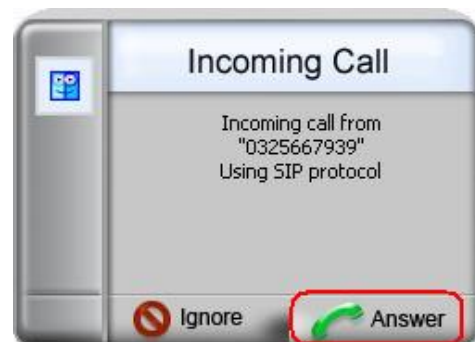 Incoming Call
Incoming call from
"0325667939"
Using SIP protocol
Ignore
Answer